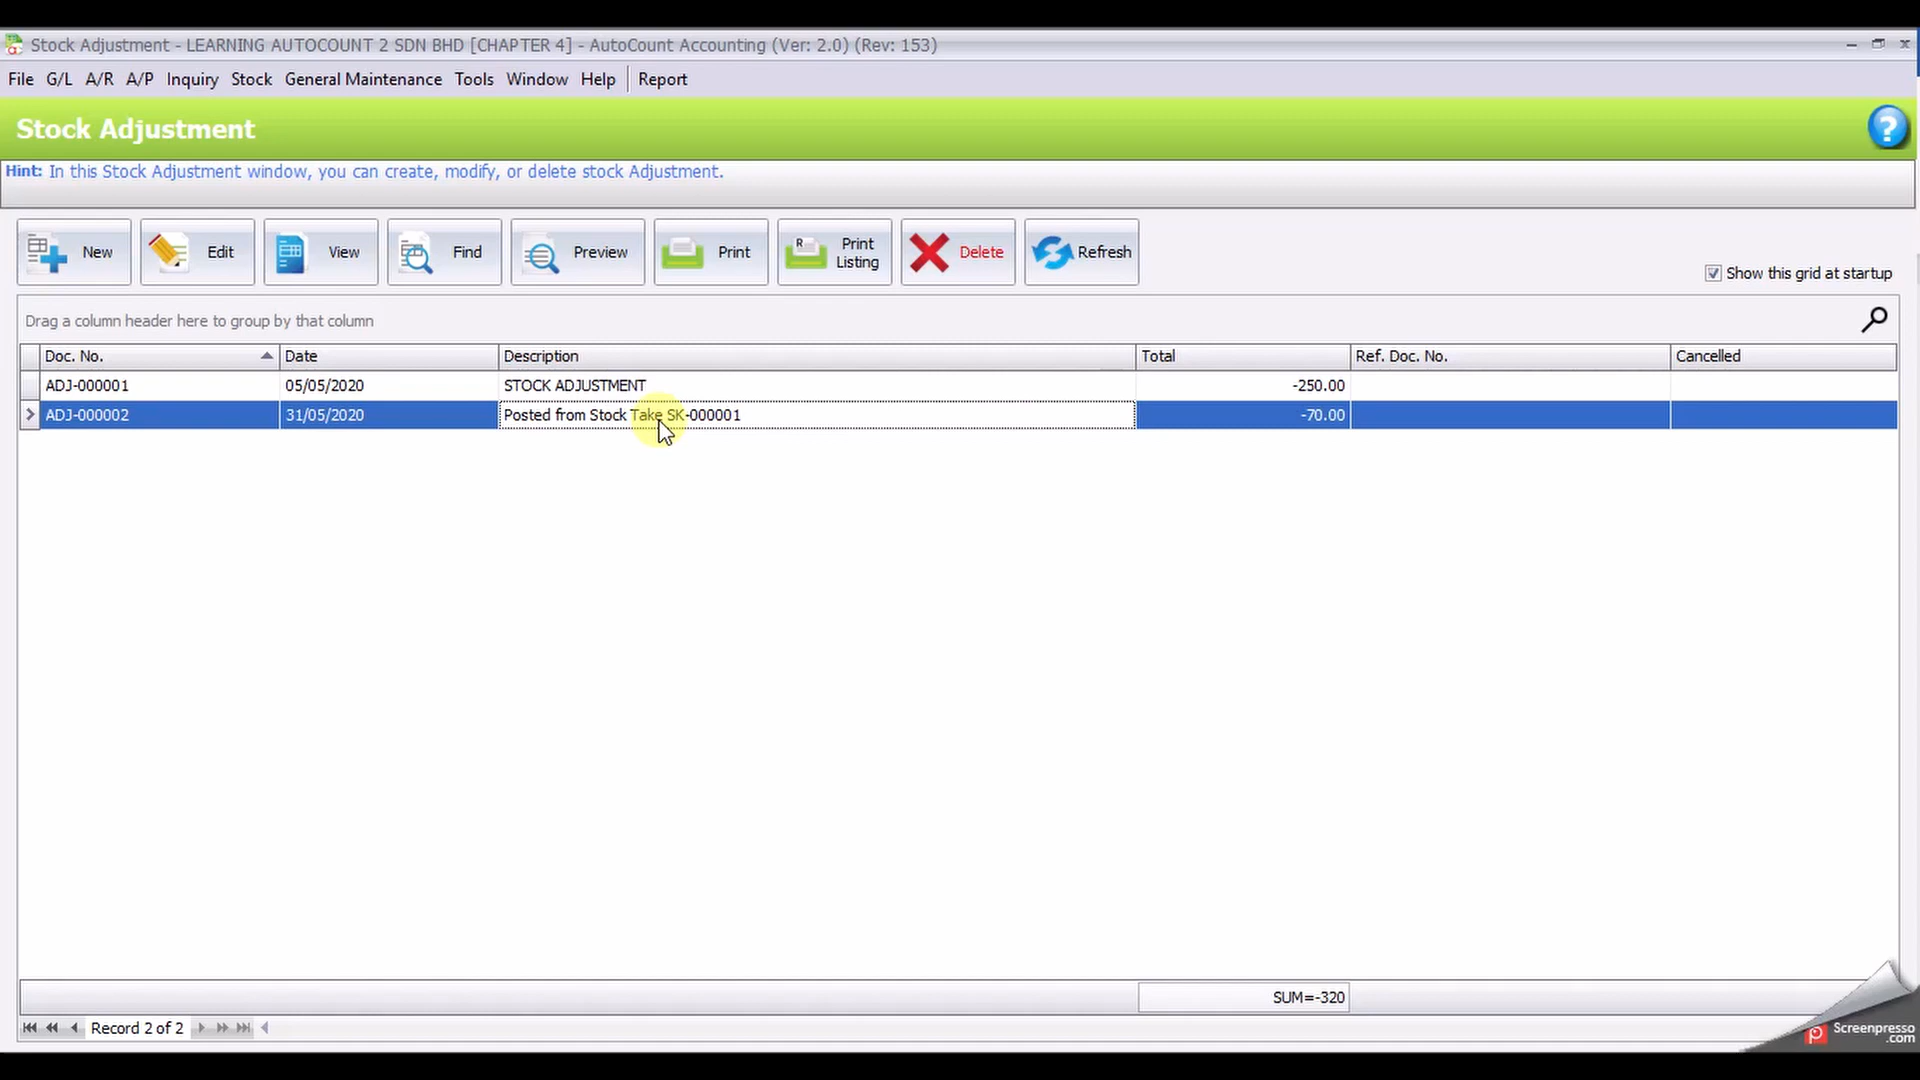 Stock Adjustment - LEARNING AUTOCOUNT 2 SDN BHD [CHAPTER 4] - AutoCount Accounting (Ver: 2.0) (Rev: 153)
File G/L A/R A/P Inquiry Stock General Maintenance Tools Window Help Report
Stock Adjustment
Hint: In this Stock Adjustment window, you can create, modify, or delete stock Adjustment.
New Edit View Find Preview Print Print Listing Delete Refresh
Show this grid at startup
Drag a column header here to group by that column
Doc. No. Date Description Total Ref. Doc. No. Cancelled
ADJ-000001 05/05/2020 STOCK ADJUSTMENT -250.00
ADJ-000002 31/05/2020 Posted from Stock Take SK-000001 -70.00
SUM=-320
Record 2 of 2
Screenpresso
.com